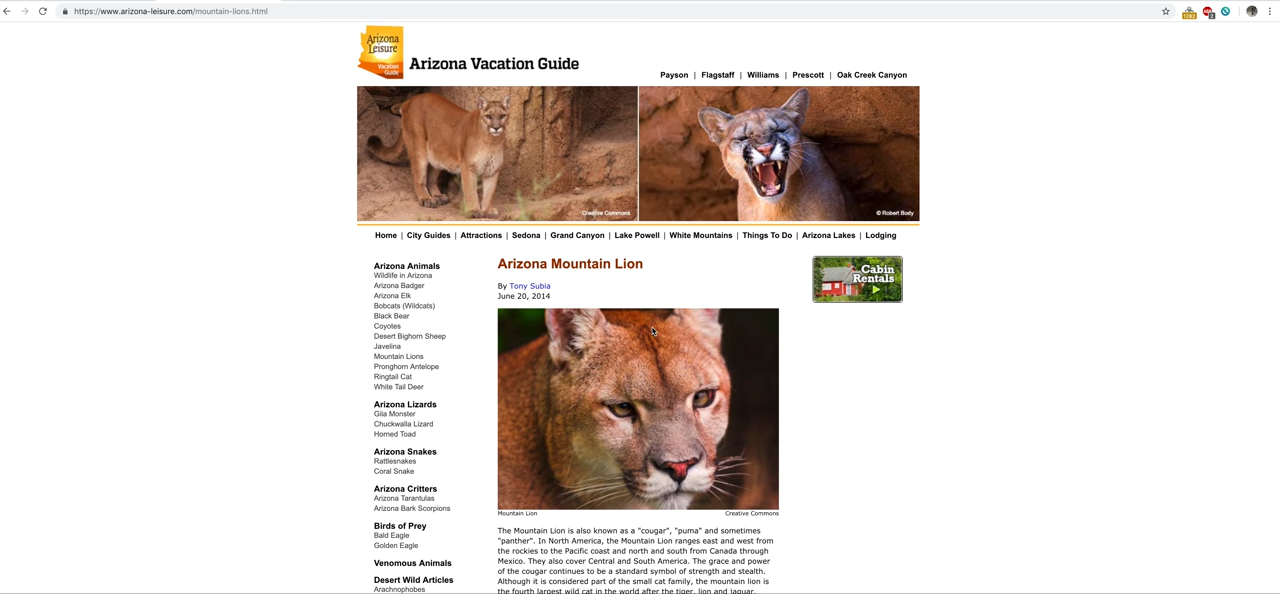 https://www.arizona-leisure.com/mountain-lions.html
Arizona
Leisure
Vacation
Guide
Arizona Vacation Guide
Payson | Flagstaff | Williams | Prescott | Oak Creek Canyon
Creative Commons
© Robert Body
Home | City Guides | Attractions | Sedona | Grand Canyon | Lake Powell | White Mountains | Things To Do | Arizona Lakes | Lodging
Arizona Animals
Wildlife in Arizona
Arizona Badger
Arizona Elk
Bobcats (Wildcats)
Black Bear
Coyotes
Desert Bighorn Sheep
Javelina
Mountain Lions
Pronghorn Antelope
Ringtail Cat
White Tail Deer
Arizona Lizards
Gila Monster
Chuckwalla Lizard
Horned Toad
Arizona Snakes
Rattlesnakes
Coral Snake
Arizona Critters
Arizona Tarantulas
Arizona Bark Scorpions
Birds of Prey
Bald Eagle
Golden Eagle
Venomous Animals
Desert Wild Articles
Arachnophobes
Arizona Mountain Lion
By Tony Subia
June 20, 2014
Mountain Lion
Creative Commons
The Mountain Lion is also known as a "cougar", "puma" and sometimes
"panther". In North America, the Mountain Lion ranges east and west from
the rockies to the Pacific coast and north and south from Canada through
Mexico. They also cover Central and South America. The grace and power
of the cougar continues to be a standard symbol of strength and stealth.
Although it is considered part of the small cat family, the mountain lion is
the fourth largest wild cat in the world after the tiger, lion and jaguar.
Cabin
Rentals